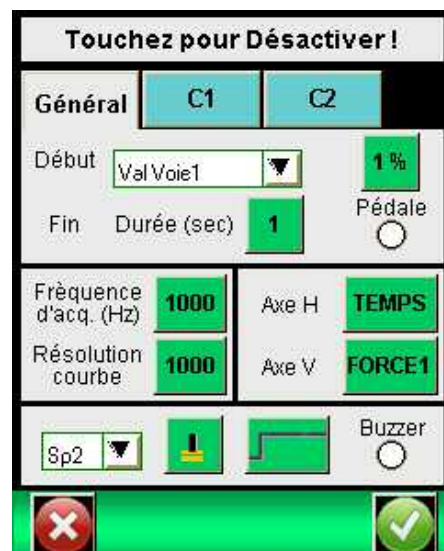 Touchez pour Désactiver !
Général C1 C2
Début Val Voie1 1 %
Pédale
Fin Durée (sec) 1
Frèquence d'acq. (Hz) 1000
Axe H TEMPS
Résolution courbe 1000
Axe V FORCE1
Sp2
Buzzer